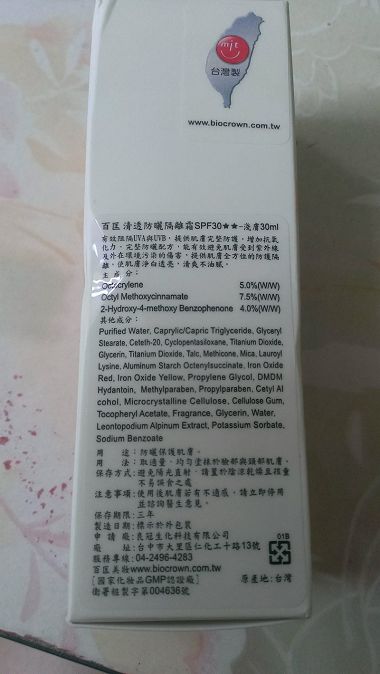 mit
台灣製
www.biocrown.com.tw
百匡 清透防曬隔離霜SPF30★★-淺膚30ml
有效阻隔UVA與UVB，提供肌膚完整防護，增加抗氧
化力。完整防曬配方，能有效避免肌膚受到紫外線
及外在環境污染的傷害，提供肌膚全方位的防護隔
離，使肌膚淨白透亮，清爽不油膩。
主成分：
Octocrylene 5.0%(W/W)
Octyl Methoxycinnamate 7.5%(W/W)
2-Hydroxy-4-methoxy Benzophenone 4.0%(W/W)
其他成分：
Purified Water, Caprylic/Capric Triglyceride, Glyceryl
Stearate, Ceteth-20, Cyclopentasiloxane, Titanium Dioxide,
Glycerin, Titanium Dioxide, Talc, Methicone, Mica, Lauroyl
Lysine, Aluminum Starch Octenylsuccinate, Iron Oxide
Red, Iron Oxide Yellow, Propylene Glycol, DMDM
Hydantoin, Methylparaben, Propylparaben, Cetyl Al
cohol, Microcrystalline Cellulose, Cellulose Gum,
Tocopheryl Acetate, Fragrance, Glycerin, Water,
Leontopodium Alpinum Extract, Potassium Sorbate,
Sodium Benzoate
用 途：防曬保護肌膚。
用 法：取適量，均勻塗抹於臉部與頸部肌膚。
保存方式：避免陽光直射，請置於陰涼乾燥且孩童
不易誤食之處
注意事項：使用後肌膚若有不適感，請立即停用
並諮詢醫生意見。
保存期限：三年
製造日期：標示於外包裝
申請廠：良冠生化科技有限公司 01B
廠 址：台中市大里區仁化工十路13號
服務專線：04-2496-4283
百匡美妝www.biocrown.com.tw
[國家化妝品GMP認證廠] 原產地：台灣
衛署粧製字第004636號